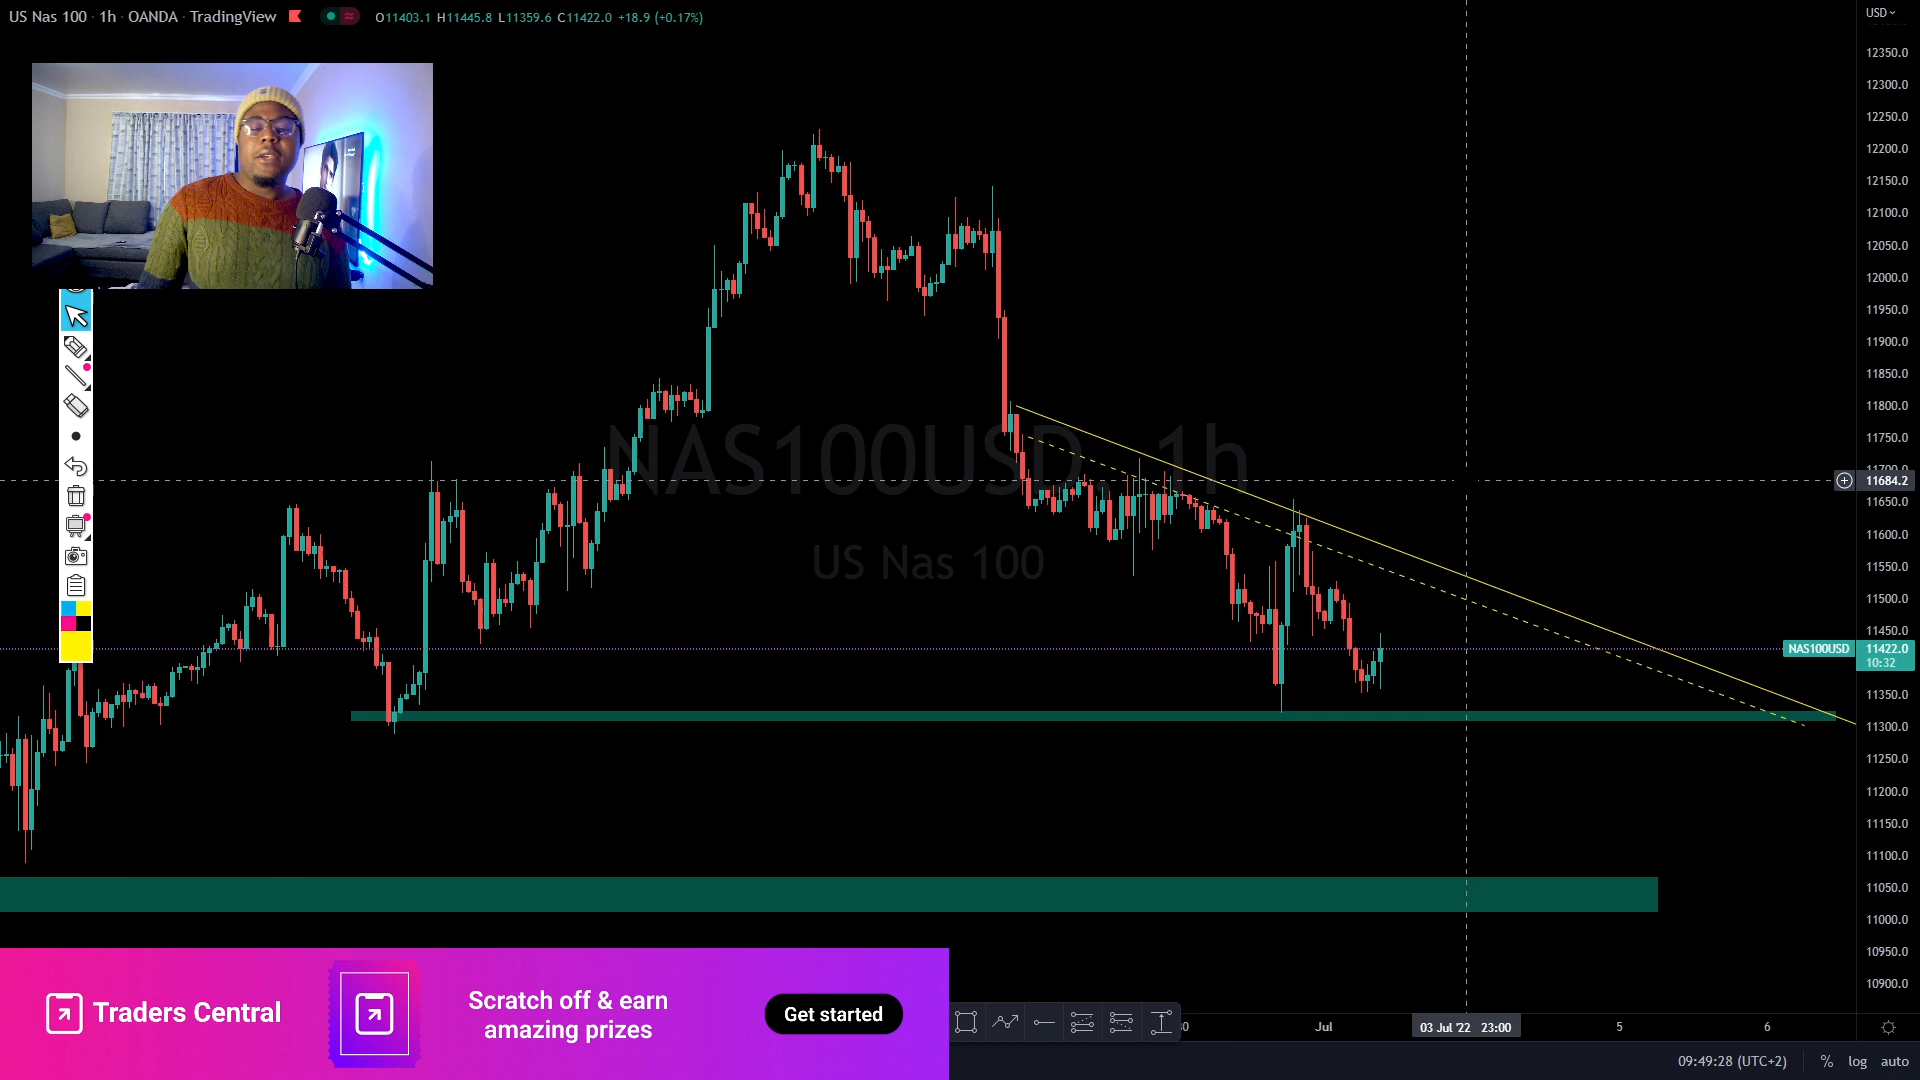 US Nas 100 · 1h · OANDA · TradingView
O11403.1 H11445.8 L11359.6 C11422.0 +18.9 (+0.17%)
USD
12350.0
12300.0
12250.0
12200.0
12150.0
12100.0
12050.0
12000.0
11950.0
11900.0
11850.0
11800.0
11750.0
11700.0
11684.2
11650.0
11600.0
11550.0
11500.0
11450.0
NAS100USD 11422.0
10:32
11350.0
11300.0
11250.0
11200.0
11150.0
11100.0
11050.0
11000.0
10950.0
10900.0
NAS100USD, 1h
US Nas 100
Traders Central
Scratch off & earn
amazing prizes
Get started
30
Jul
03 Jul '22 23:00
5
6
09:49:28 (UTC+2)
%
log
auto